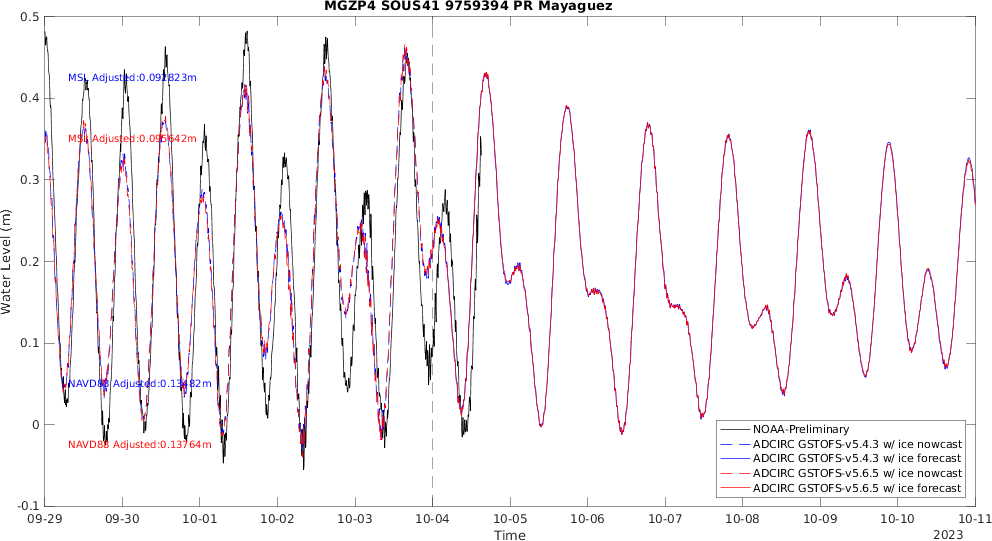 MGZP4 SOUS41 9759394 PR Mayaguez
0.5
0.4
0.3
0.2
0.1
0
-0.1
Water Level (m)
MSL Adjusted:0.092823m
MSL Adjusted:0.095642m
NAVD88 Adjusted:0.13482m
NAVD88 Adjusted:0.13764m
NOAA-Preliminary
ADCIRC GSTOFS-v5.4.3 w/ ice nowcast
ADCIRC GSTOFS-v5.4.3 w/ ice forecast
ADCIRC GSTOFS-v5.6.5 w/ ice nowcast
ADCIRC GSTOFS-v5.6.5 w/ ice forecast
09-29 09-30 10-01 10-02 10-03 10-04 10-05 10-06 10-07 10-08 10-09 10-10 10-11
Time
2023